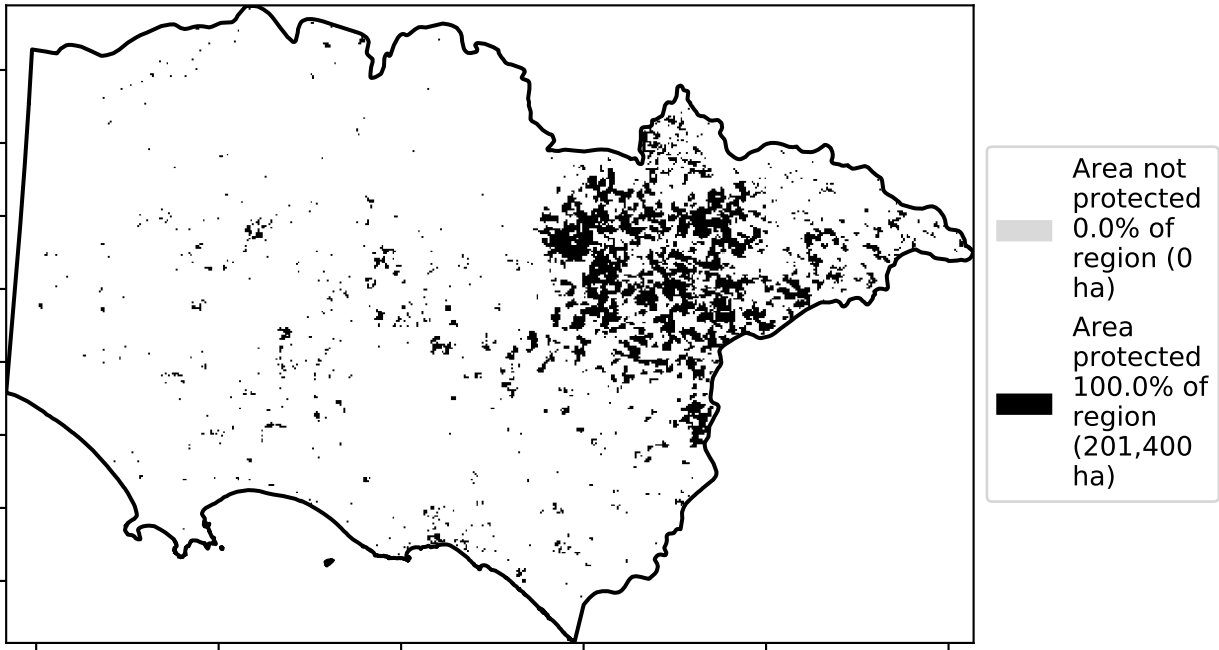 Area not
protected
0.0% of
region (0
ha)
Area
protected
100.0% of
region
(201,400
ha)